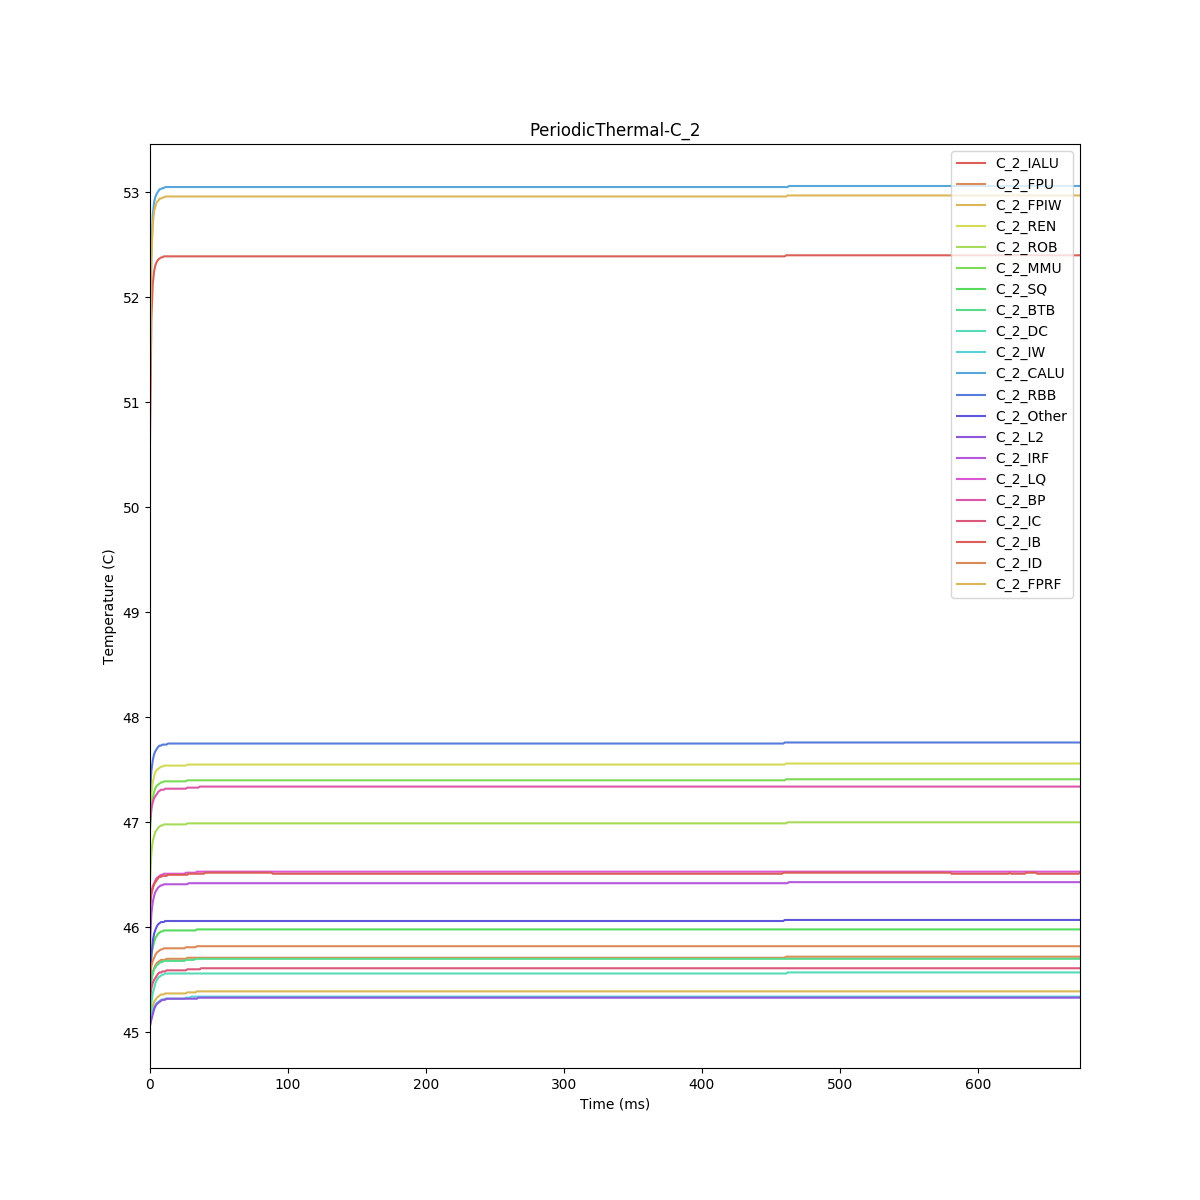 PeriodicThermal-C_2
53
52
51
50
49
48
47
46
45
Temperature (C)
0 100 200 300 400 500 600
Time (ms)
C_2_IALU
C_2_FPU
C_2_FPIW
C_2_REN
C_2_ROB
C_2_MMU
C_2_SQ
C_2_BTB
C_2_DC
C_2_IW
C_2_CALU
C_2_RBB
C_2_Other
C_2_L2
C_2_IRF
C_2_LQ
C_2_BP
C_2_IC
C_2_IB
C_2_ID
C_2_FPRF